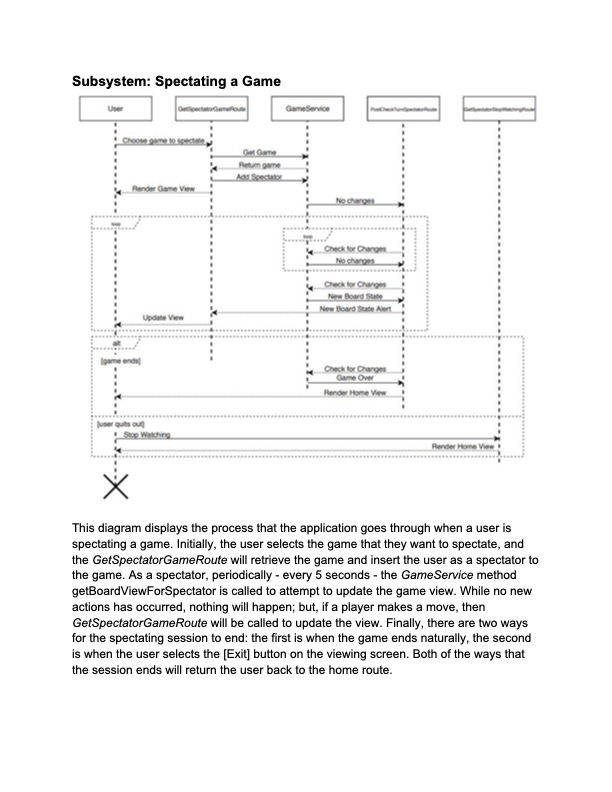 Subsystem: Spectating a Game
User
GetSpectatorGameRoute
GameService
PostCheckTurnSpectatorRoute
GetSpectatorStopWatchingRoute
Choose game to spectate
Get Game
Return game
Add Spectator
Render Game View
No changes
loop
loop
Check for Changes
No changes
Check for Changes
New Board State
New Board State Alert
Update View
alt
[game ends]
Check for Changes
Game Over
Render Home View
[user quits out]
Stop Watching
Render Home View
This diagram displays the process that the application goes through when a user is
spectating a game. Initially, the user selects the game that they want to spectate, and
the GetSpectatorGameRoute will retrieve the game and insert the user as a spectator to
the game. As a spectator, periodically - every 5 seconds - the GameService method
getBoardViewForSpectator is called to attempt to update the game view. While no new
actions has occurred, nothing will happen; but, if a player makes a move, then
GetSpectatorGameRoute will be called to update the view. Finally, there are two ways
for the spectating session to end: the first is when the game ends naturally, the second
is when the user selects the [Exit] button on the viewing screen. Both of the ways that
the session ends will return the user back to the home route.